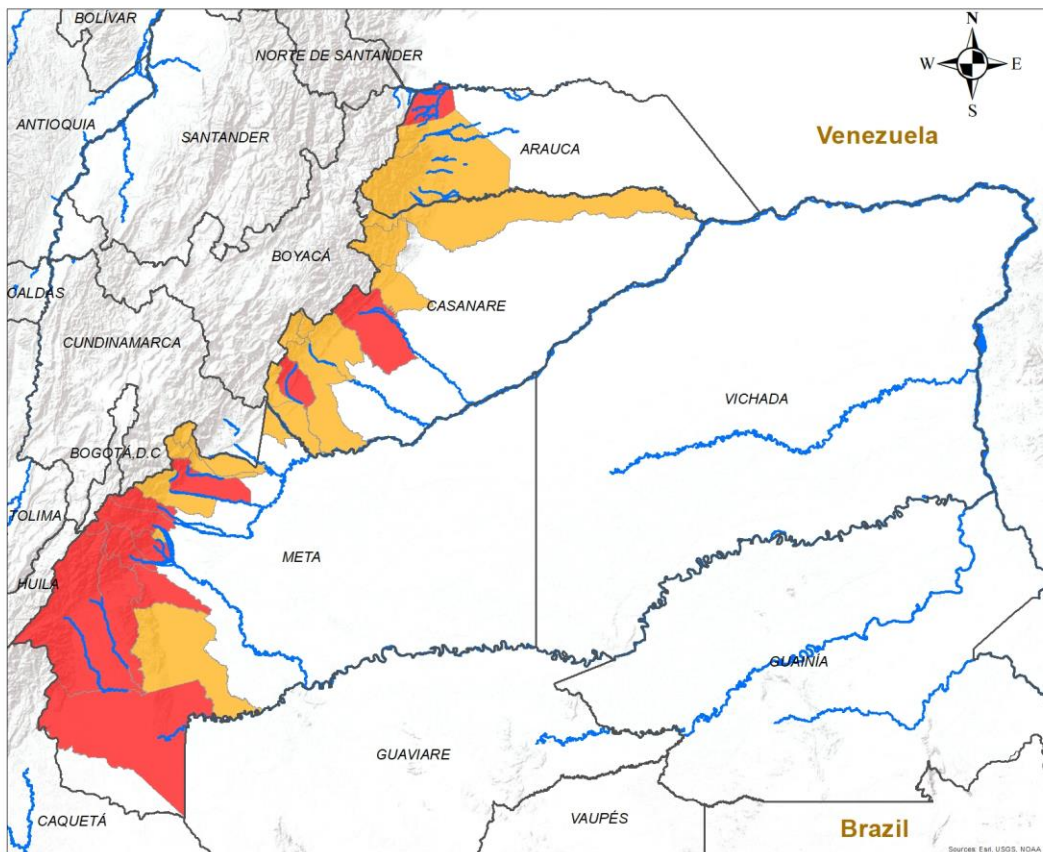 BOLÍVAR
NORTE DE SANTANDER
N
W
E
S
ANTIOQUIA
SANTANDER
Venezuela
ARAUCA
BOYACÁ
CALDAS
CASANARE
CUNDINAMARCA
VICHADA
BOGOTÁ,D.C
TOLIMA
META
HUILA
GUAINÍA
GUAVIARE
CAQUETÁ
VAUPÉS
Brazil
Sources: Esri, USGS, NOAA